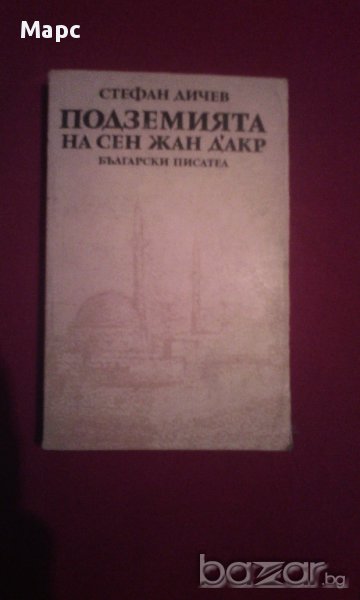 Марс
СТЕФАН ДИЧЕВ
ПОДЗЕМИЯТА
НА СЕН ЖАН Д'АКР
БЪЛГАРСКИ ПИСАТЕЛ
bazar.bg